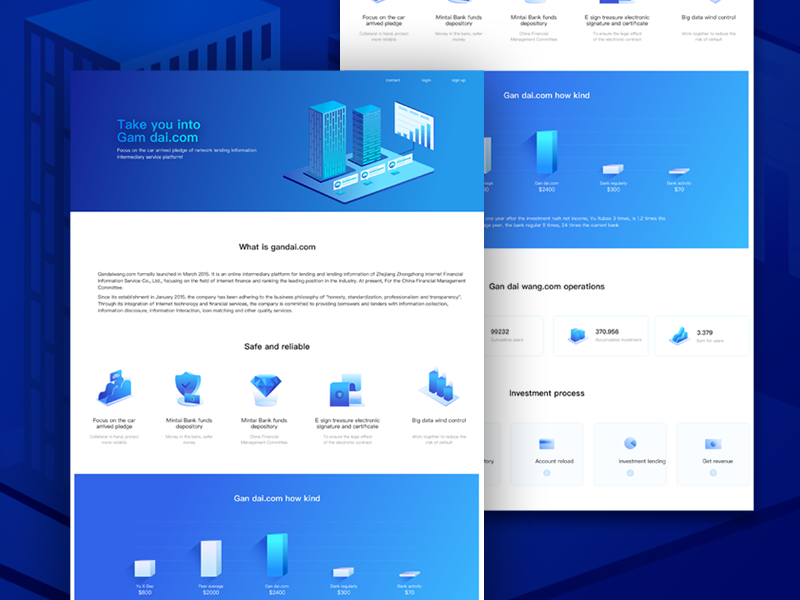 contact login sign up
Take you into
Gam dai.com
Focus on the car arrived pledge of network lending information
intermediary service platform!
What is gandai.com
Gandaiwang.com formally launched in March 2015. It is an online intermediary platform for lending and lending information of Zhejiang Zhongzhong Internet Financial
Information Service Co., Ltd., focusing on the field of internet finance and ranking the leading position in the industry. At present, For the China Financial Management
Committee.
Since its establishment in January 2015, the company has been adhering to the business philosophy of "honesty, standardization, professionalism and transparency".
Through its integration of Internet technology and financial services, the company is committed to providing borrowers and lenders with information collection,
information disclosure, information interaction, loan matching and other quality services.
Safe and reliable
Focus on the car
arrived pledge
Collateral in hand, protect
more reliable
Mintai Bank funds
depository
Money in the bank, safer
money
Mintai Bank funds
depository
China Financial
Management Committee
E sign treasure electronic
signature and certificate
To ensure the legal effect
of the electronic contract
Big data wind control
Work together to reduce the
risk of default
Gan dai.com how kind
Yu X Bao
$800
Peer average
$2000
Gan dai.com
$2400
Bank regularly
$300
Bank activity
$70
Focus on the car
arrived pledge
Collateral in hand, protect
more reliable
Mintai Bank funds
depository
Money in the bank, safer
money
Mintai Bank funds
depository
China Financial
Management Committee
E sign treasure electronic
signature and certificate
To ensure the legal effect
of the electronic contract
Big data wind control
Work together to reduce the
risk of default
Gan dai.com how kind
Gan dai.com
$2400
Bank regularly
$300
Bank activity
$70
one year after the investment cash net income, Yu Xubao 3 times, is 1.2 times the
peer, the bank regular 8 times, 24 times the current bank
Gan dai wang.com operations
99232
Cumulative users
370.956
Accumulated investment
3.379
Earn for users
Investment process
Account reload
Investment lending
Get revenue